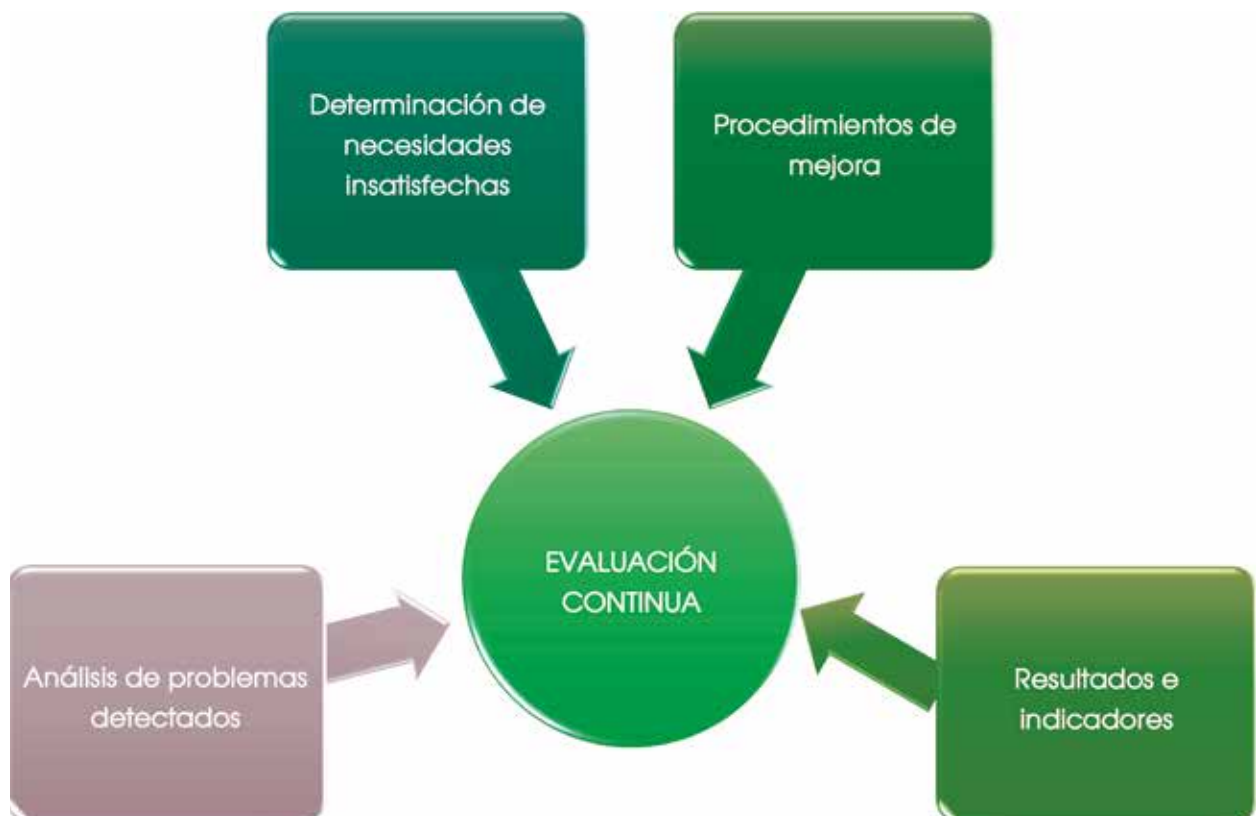 Determinación de
necesidades
insatisfechas
Procedimientos de
mejora
EVALUACIÓN
CONTINUA
Análisis de problemas
detectados
Resultados e
indicadores